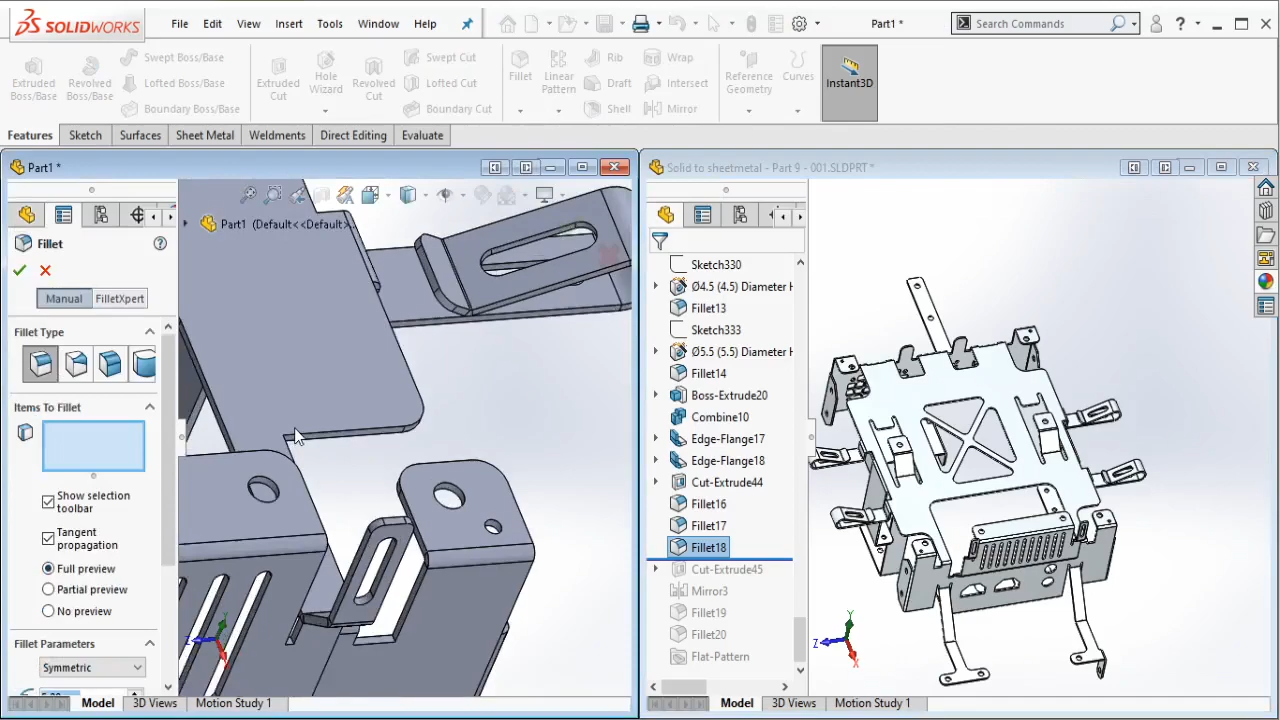 SOLIDWORKS
File
Edit
View
Insert
Tools
Window
Help
Part1 *
Search Commands
Extruded Boss/Base
Revolved Boss/Base
Swept Boss/Base
Lofted Boss/Base
Boundary Boss/Base
Extruded Cut
Hole Wizard
Revolved Cut
Swept Cut
Lofted Cut
Boundary Cut
Fillet
Linear Pattern
Rib
Draft
Shell
Wrap
Intersect
Mirror
Reference Geometry
Curves
Instant3D
Features
Sketch
Surfaces
Sheet Metal
Weldments
Direct Editing
Evaluate
Part1 *
Part1 (Default<<Default>...
Fillet
Manual
FilletXpert
Fillet Type
Items To Fillet
Show selection
toolbar
Tangent
propagation
Full preview
Partial preview
No preview
Fillet Parameters
Symmetric
Y
Z
X
Model
3D Views
Motion Study 1
Solid to sheetmetal - Part 9 - 001.SLDPRT *
Sketch330
Ø4.5 (4.5) Diameter H
Fillet13
Sketch333
Ø5.5 (5.5) Diameter H
Fillet14
Boss-Extrude20
Combine10
Edge-Flange17
Edge-Flange18
Cut-Extrude44
Fillet16
Fillet17
Fillet18
Cut-Extrude45
Mirror3
Fillet19
Fillet20
Flat-Pattern
Y
Z
X
Model
3D Views
Motion Study 1